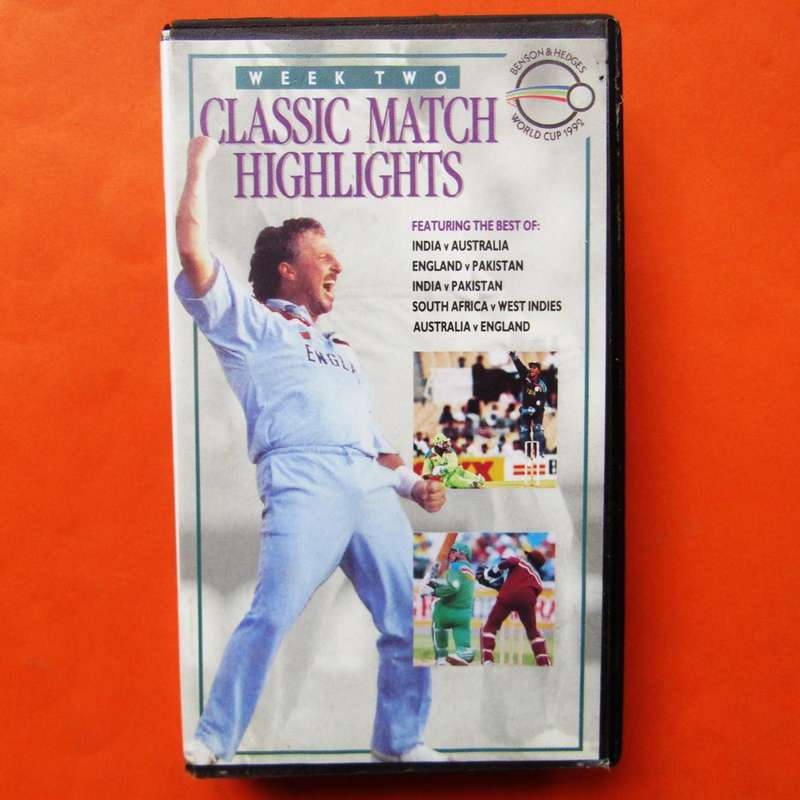 WEEK TWO
CLASSIC MATCH
HIGHLIGHTS
BENSON & HEDGES
WORLD CUP 1992
FEATURING THE BEST OF:
INDIA v AUSTRALIA
ENGLAND v PAKISTAN
INDIA v PAKISTAN
SOUTH AFRICA v WEST INDIES
AUSTRALIA v ENGLAND
ENGLA